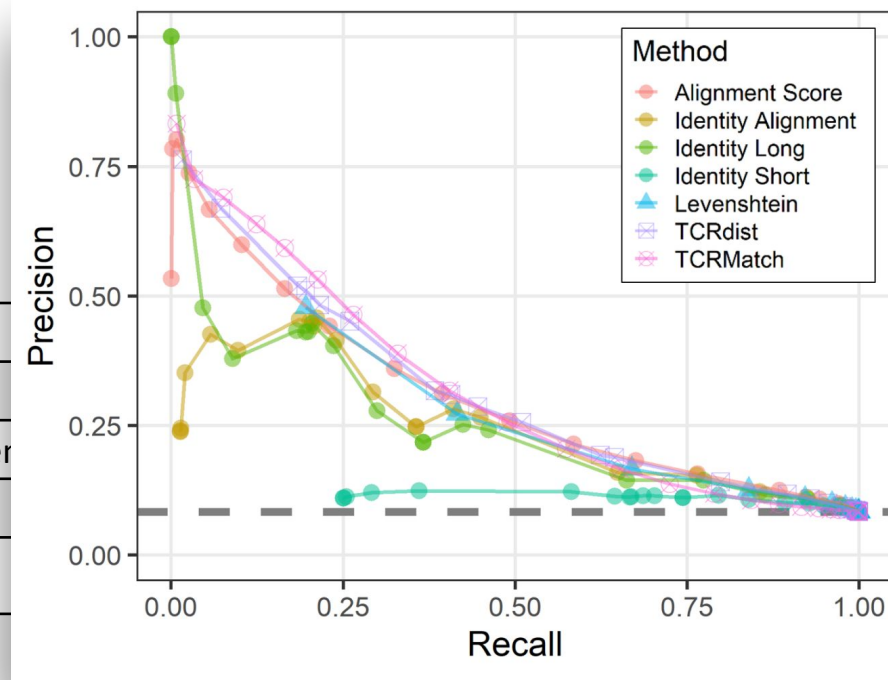 1.00
0.75
0.50
0.25
0.00
Precision
0.00 0.25 0.50 0.75 1.00
Recall
Method
Alignment Score
Identity Alignment
Identity Long
Identity Short
Levenshtein
TCRdist
TCRMatch